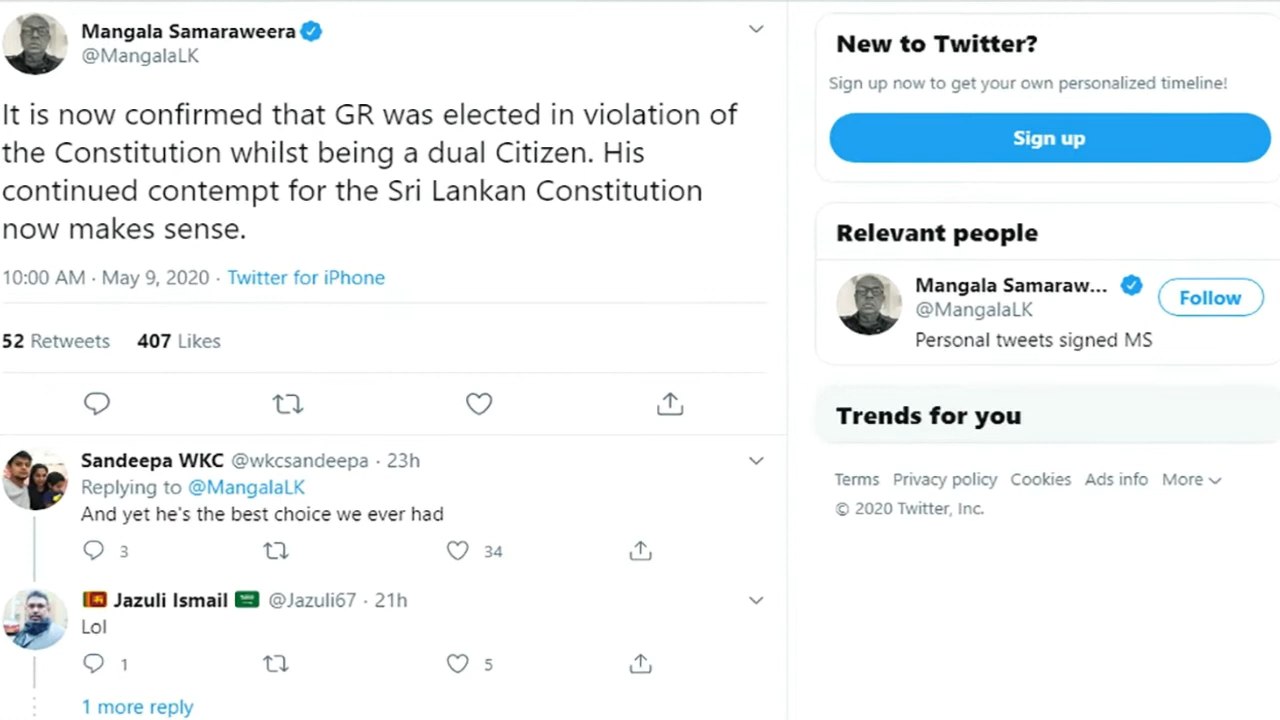 Mangala Samaraweera
@MangalaLK
It is now confirmed that GR was elected in violation of
the Constitution whilst being a dual Citizen. His
continued contempt for the Sri Lankan Constitution
now makes sense.
10:00 AM · May 9, 2020 · Twitter for iPhone
52 Retweets 407 Likes
Sandeepa WKC @wkcsandeepa · 23h
Replying to @MangalaLK
And yet he's the best choice we ever had
3 34
Jazuli Ismail @Jazuli67 · 21h
Lol
1 5
1 more reply
New to Twitter?
Sign up now to get your own personalized timeline!
Sign up
Relevant people
Mangala Samaraw...
@MangalaLK
Follow
Personal tweets signed MS
Trends for you
Terms Privacy policy Cookies Ads info More
© 2020 Twitter, Inc.